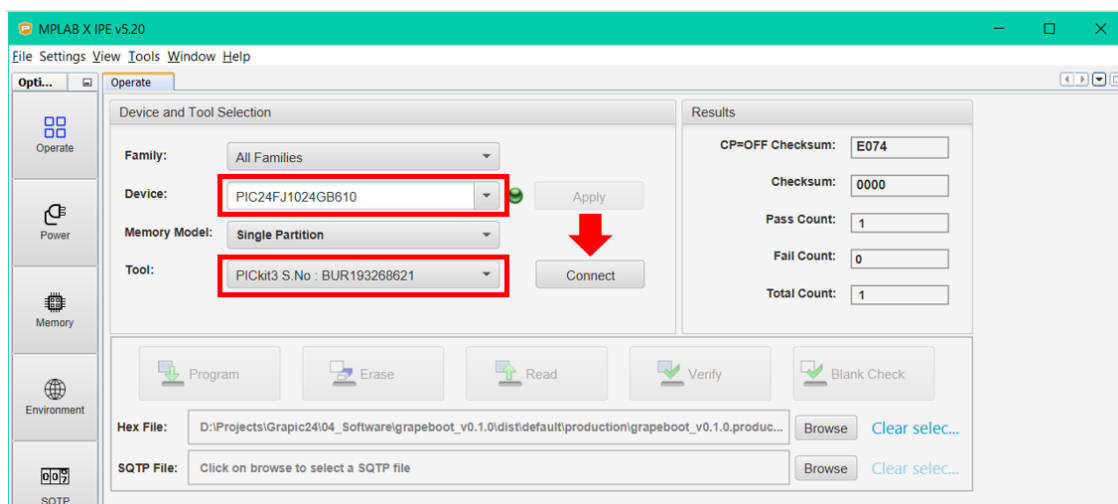 MPLAB X IPE v5.20
File Settings View Tools Window Help
Opti...
Operate
Operate
Power
Memory
Environment
SQTP
Device and Tool Selection
Family: All Families
Device: PIC24FJ1024GB610 Apply
Memory Model: Single Partition
Tool: PICkit3 S.No : BUR193268621 Connect
Results
CP=OFF Checksum: E074
Checksum: 0000
Pass Count: 1
Fail Count: 0
Total Count: 1
Program Erase Read Verify Blank Check
Hex File: D:\Projects\Grapic24\04_Software\grapeboot_v0.1.0\dist\default\production\grapeboot_v0.1.0.produc... Browse Clear selec...
SQTP File: Click on browse to select a SQTP file Browse Clear selec...